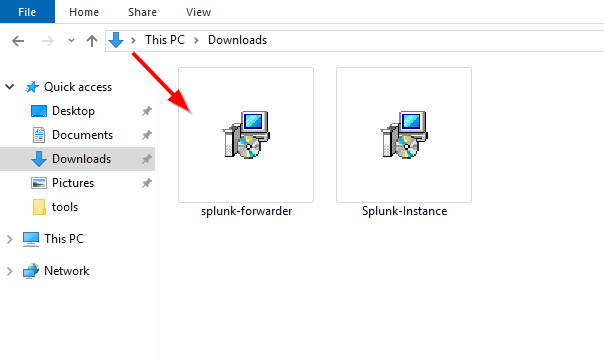 File Home Share View
This PC Downloads
Quick access
Desktop
Documents
Downloads
Pictures
tools
This PC
Network
splunk-forwarder Splunk-Instance